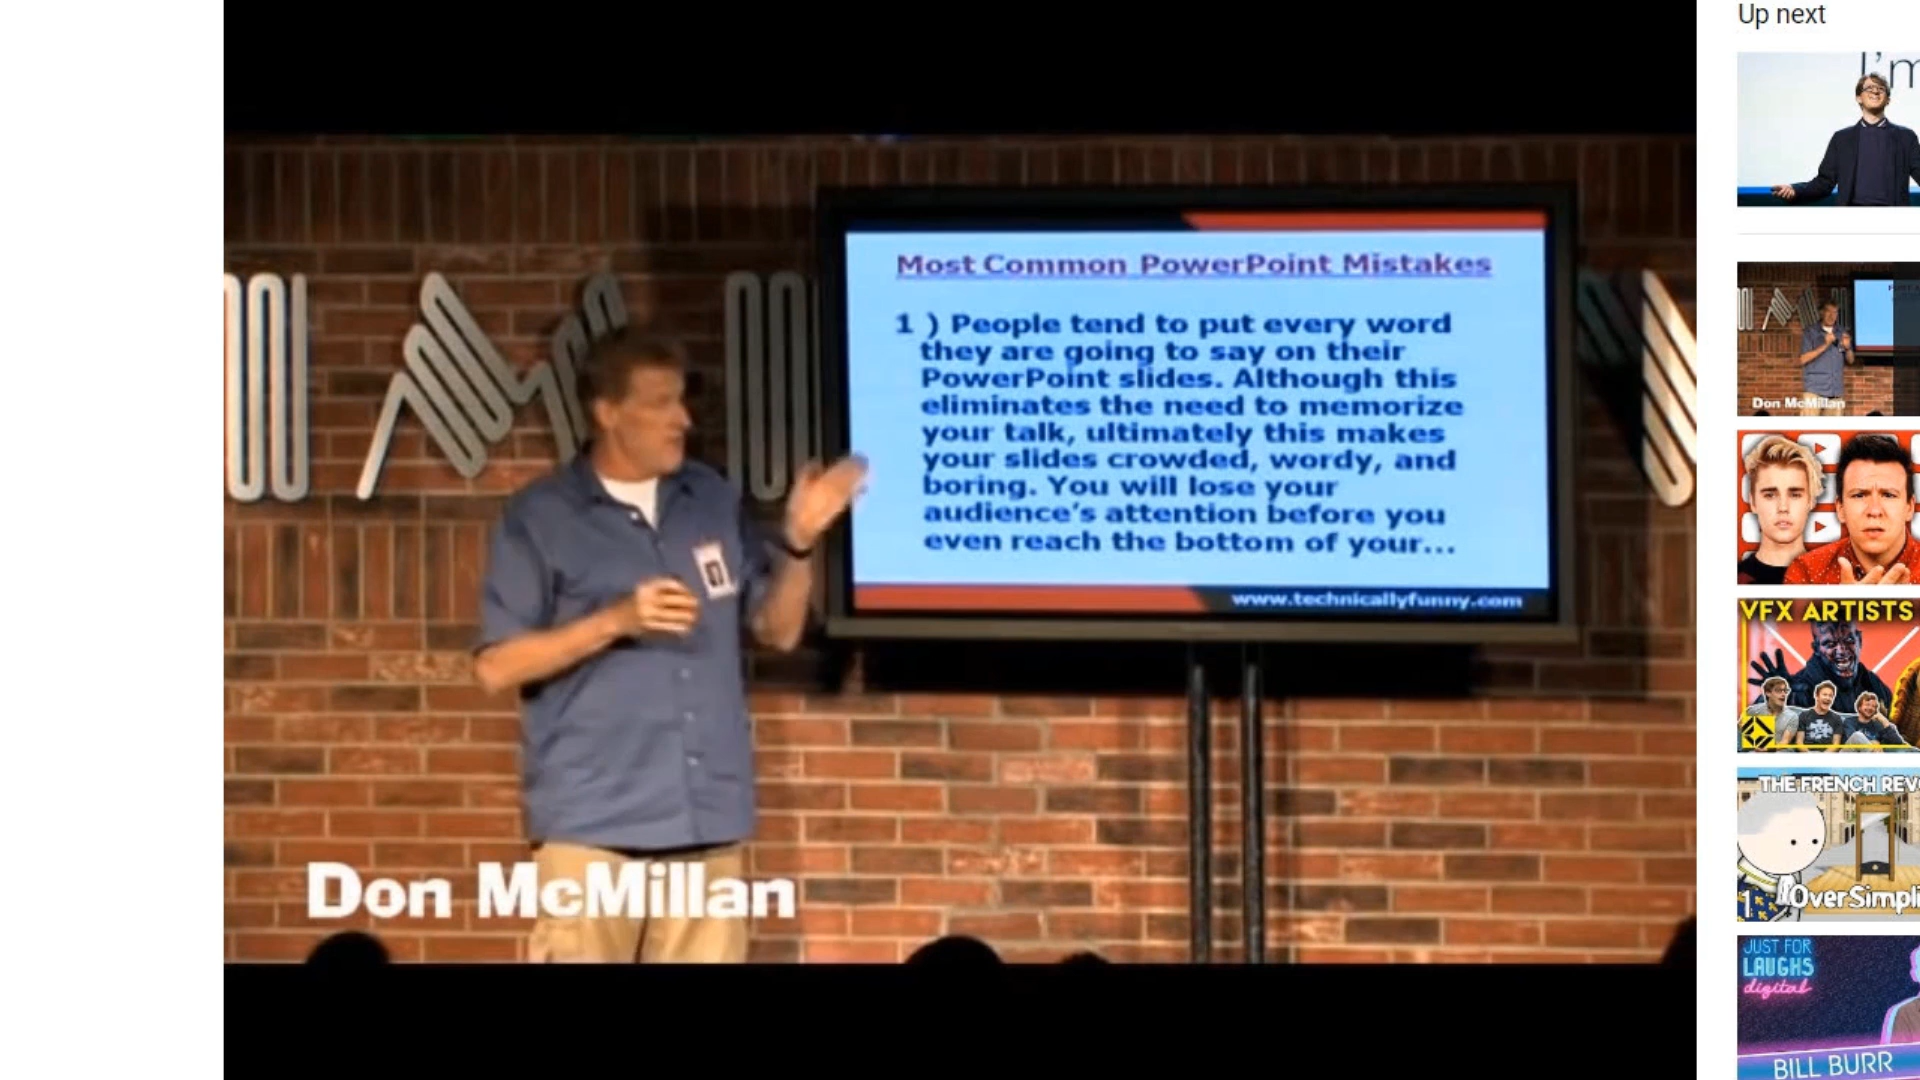 Up next
I'm
Most Common PowerPoint Mistakes
1 ) People tend to put every word
they are going to say on their
PowerPoint slides. Although this
eliminates the need to memorize
your talk, ultimately this makes
your slides crowded, wordy, and
boring. You will lose your
audience's attention before you
even reach the bottom of your...
www.technicallyfunny.com
Don McMillan
Don McMillan
VFX ARTISTS
THE FRENCH REV
1
OverSimpli
JUST FOR
LAUGHS
digital
BILL BURR